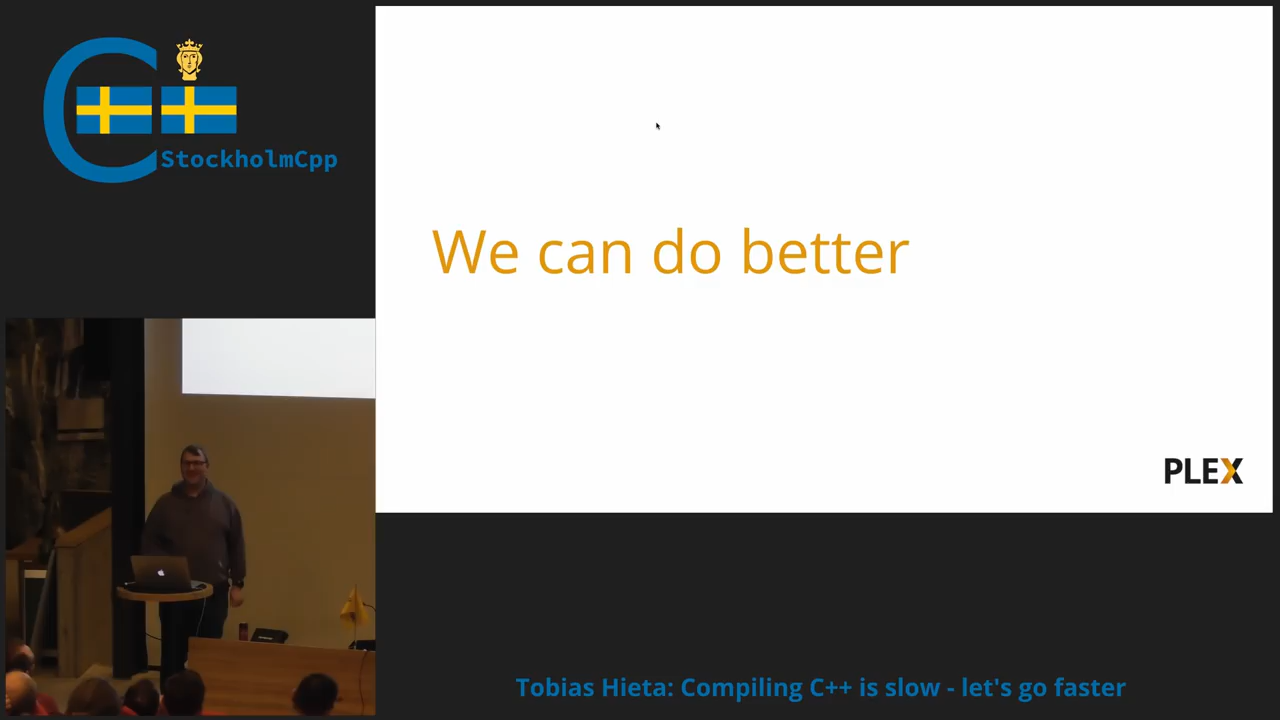 StockholmCpp
We can do better
PLEX
Tobias Hieta: Compiling C++ is slow - let's go faster